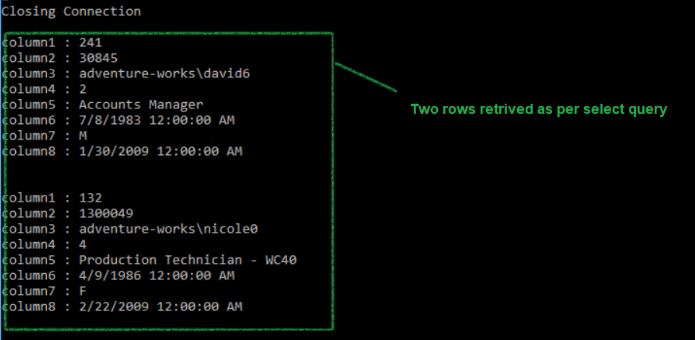 Closing Connection
column1 : 241
column2 : 30845
column3 : adventure-works\david6
column4 : 2
column5 : Accounts Manager
column6 : 7/8/1983 12:00:00 AM
column7 : M
column8 : 1/30/2009 12:00:00 AM
Two rows retrived as per select query
column1 : 132
column2 : 1300049
column3 : adventure-works\nicole0
column4 : 4
column5 : Production Technician - WC40
column6 : 4/9/1986 12:00:00 AM
column7 : F
column8 : 2/22/2009 12:00:00 AM